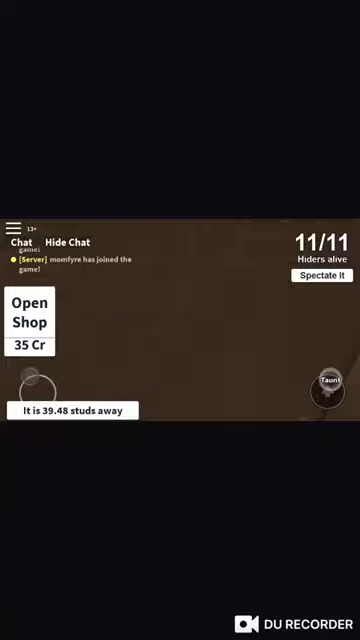 13+
Chat Hide Chat
game!
[Server] momfyre has joined the
game!
11/11
Hiders alive
Spectate It
Open
Shop
35 Cr
Taunt
It is 39.48 studs away
DU RECORDER